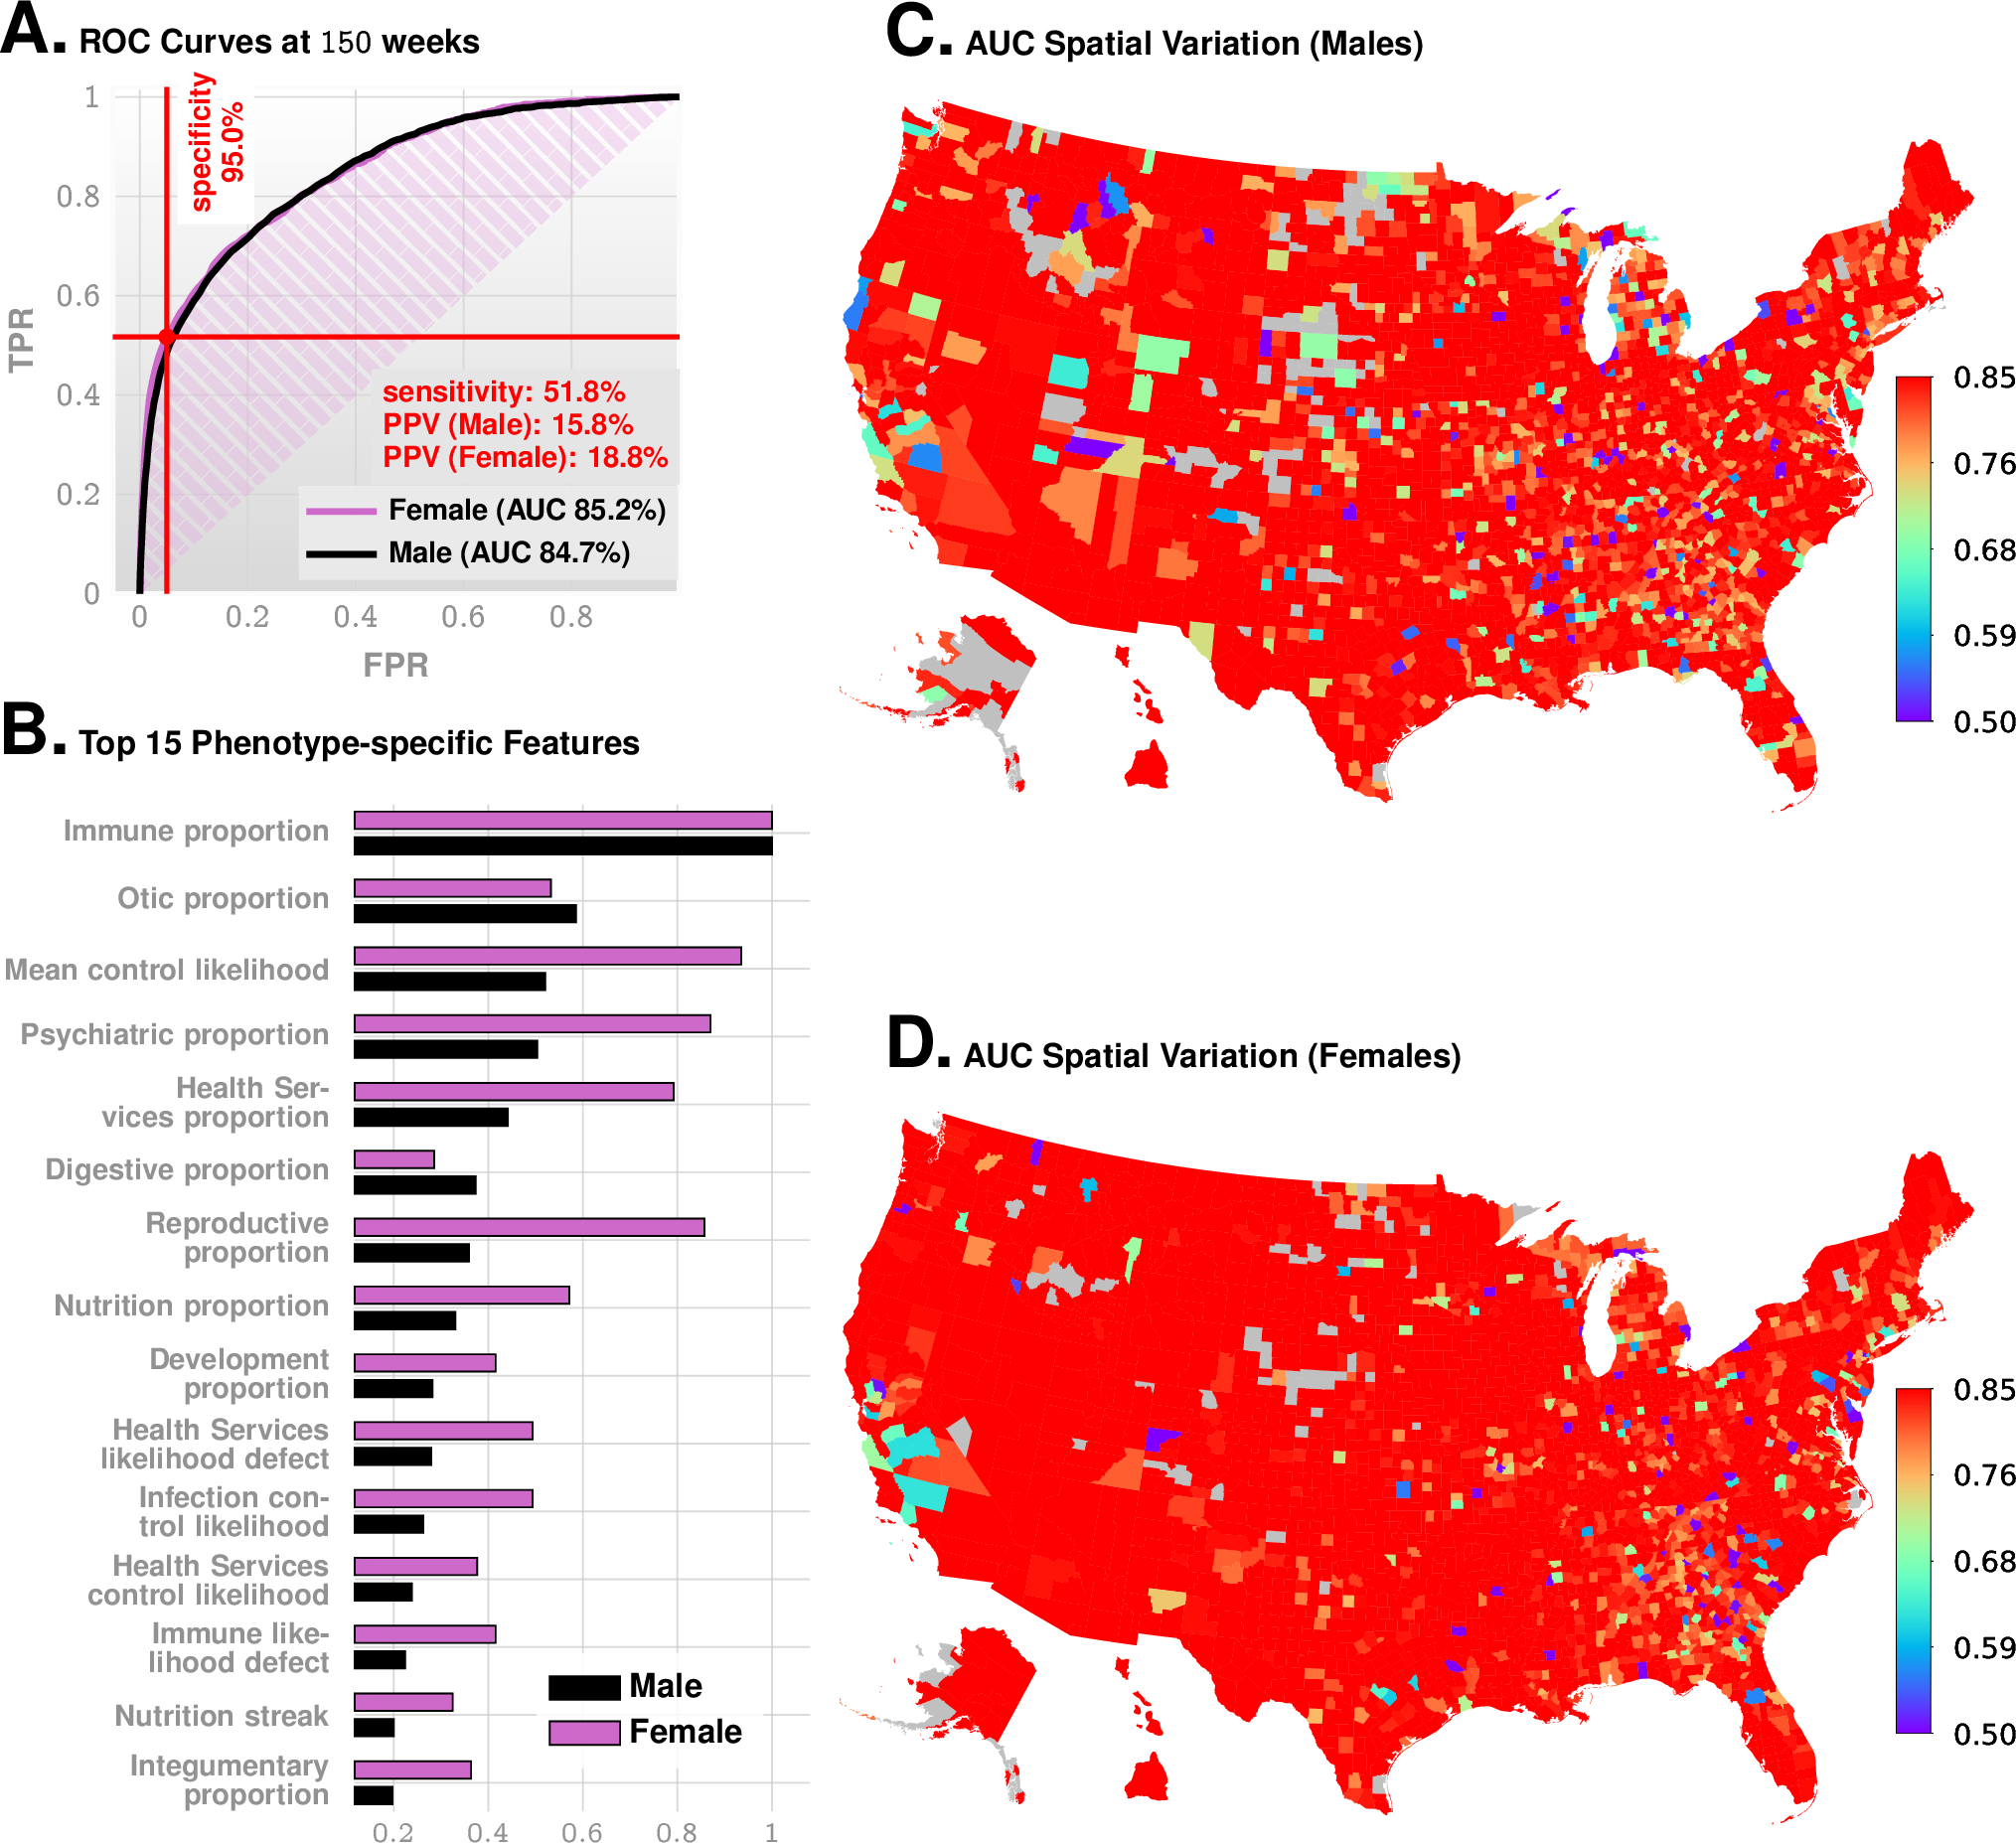 A. ROC Curves at 150 weeks
specificity
95.0%
1
0.8
0.6
0.4
0.2
0
TPR
sensitivity: 51.8%
PPV (Male): 15.8%
PPV (Female): 18.8%
Female (AUC 85.2%)
Male (AUC 84.7%)
0 0.2 0.4 0.6 0.8
FPR
B. Top 15 Phenotype-specific Features
Immune proportion
Otic proportion
Mean control likelihood
Psychiatric proportion
Health Ser-
vices proportion
Digestive proportion
Reproductive
proportion
Nutrition proportion
Development
proportion
Health Services
likelihood defect
Infection con-
trol likelihood
Health Services
control likelihood
Immune like-
lihood defect
Nutrition streak
Integumentary
proportion
Male
Female
0.2 0.4 0.6 0.8 1
C. AUC Spatial Variation (Males)
0.85
0.76
0.68
0.59
0.50
D. AUC Spatial Variation (Females)
0.85
0.76
0.68
0.59
0.50